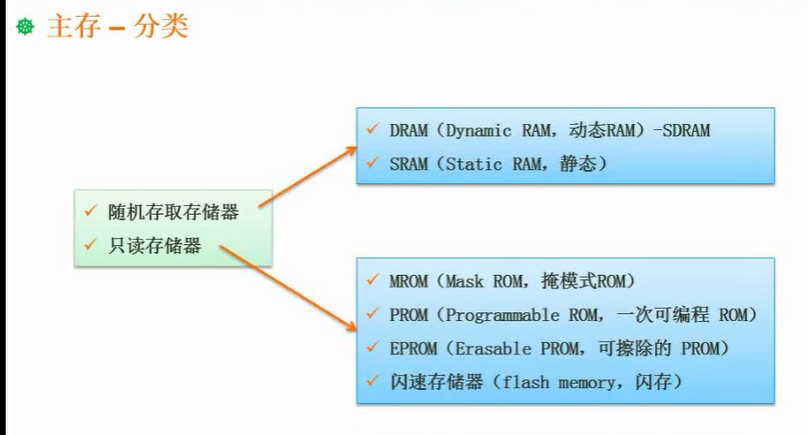 主存 – 分类
DRAM（Dynamic RAM，动态RAM）-SDRAM
SRAM（Static RAM，静态）
随机存取存储器
只读存储器
MROM（Mask ROM，掩模式ROM）
PROM（Programmable ROM，一次可编程 ROM）
EPROM（Erasable PROM，可擦除的 PROM）
闪速存储器（flash memory，闪存）